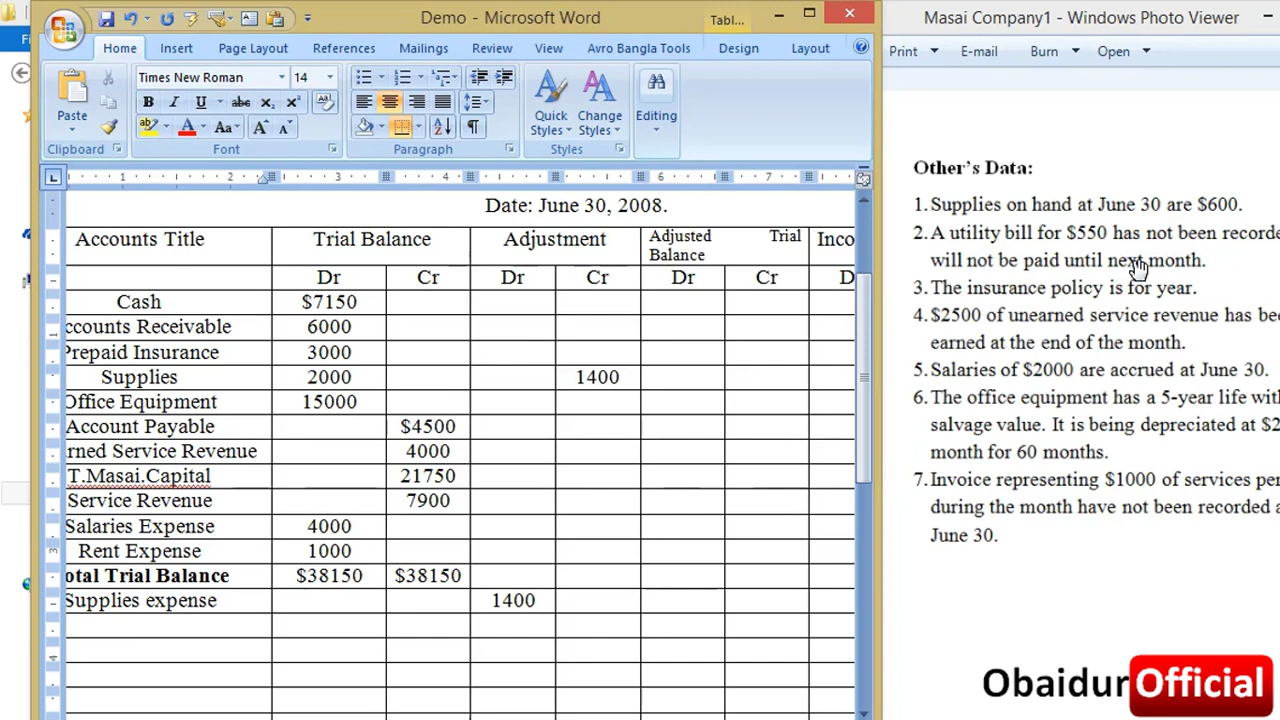 Demo - Microsoft Word
Tabl...
Masai Company1 - Windows Photo Viewer
Home Insert Page Layout References Mailings Review View Avro Bangla Tools Design Layout
Print E-mail Burn Open
Times New Roman 14
Paste
Quick Styles
Change Styles
Editing
Clipboard Font Paragraph Styles
1 2 3 4 6 7 8
Date: June 30, 2008.
Accounts Title Trial Balance Adjustment Adjusted Trial Balance Inco
Dr Cr Dr Cr Dr Cr D
Cash $7150
ccounts Receivable 6000
Prepaid Insurance 3000
Supplies 2000 1400
Office Equipment 15000
Account Payable $4500
rned Service Revenue 4000
T.Masai.Capital 21750
Service Revenue 7900
Salaries Expense 4000
Rent Expense 1000
otal Trial Balance $38150 $38150
Supplies expense 1400
Other's Data:
1. Supplies on hand at June 30 are $600.
2. A utility bill for $550 has not been recorde
will not be paid until next month.
3. The insurance policy is for year.
4. $2500 of unearned service revenue has bee
earned at the end of the month.
5. Salaries of $2000 are accrued at June 30.
6. The office equipment has a 5-year life with
salvage value. It is being depreciated at $2
month for 60 months.
7. Invoice representing $1000 of services per
during the month have not been recorded a
June 30.
Obaidur Official